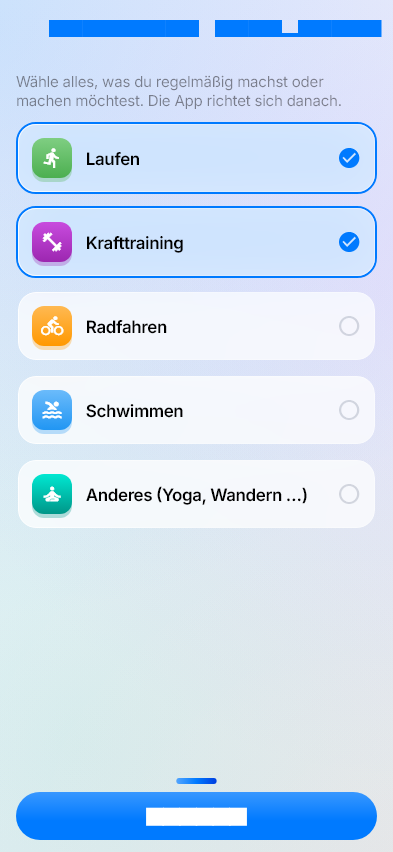 Wähle alles, was du regelmäßig machst oder
machen möchtest. Die App richtet sich danach.
Laufen
Krafttraining
Radfahren
Schwimmen
Anderes (Yoga, Wandern ...)